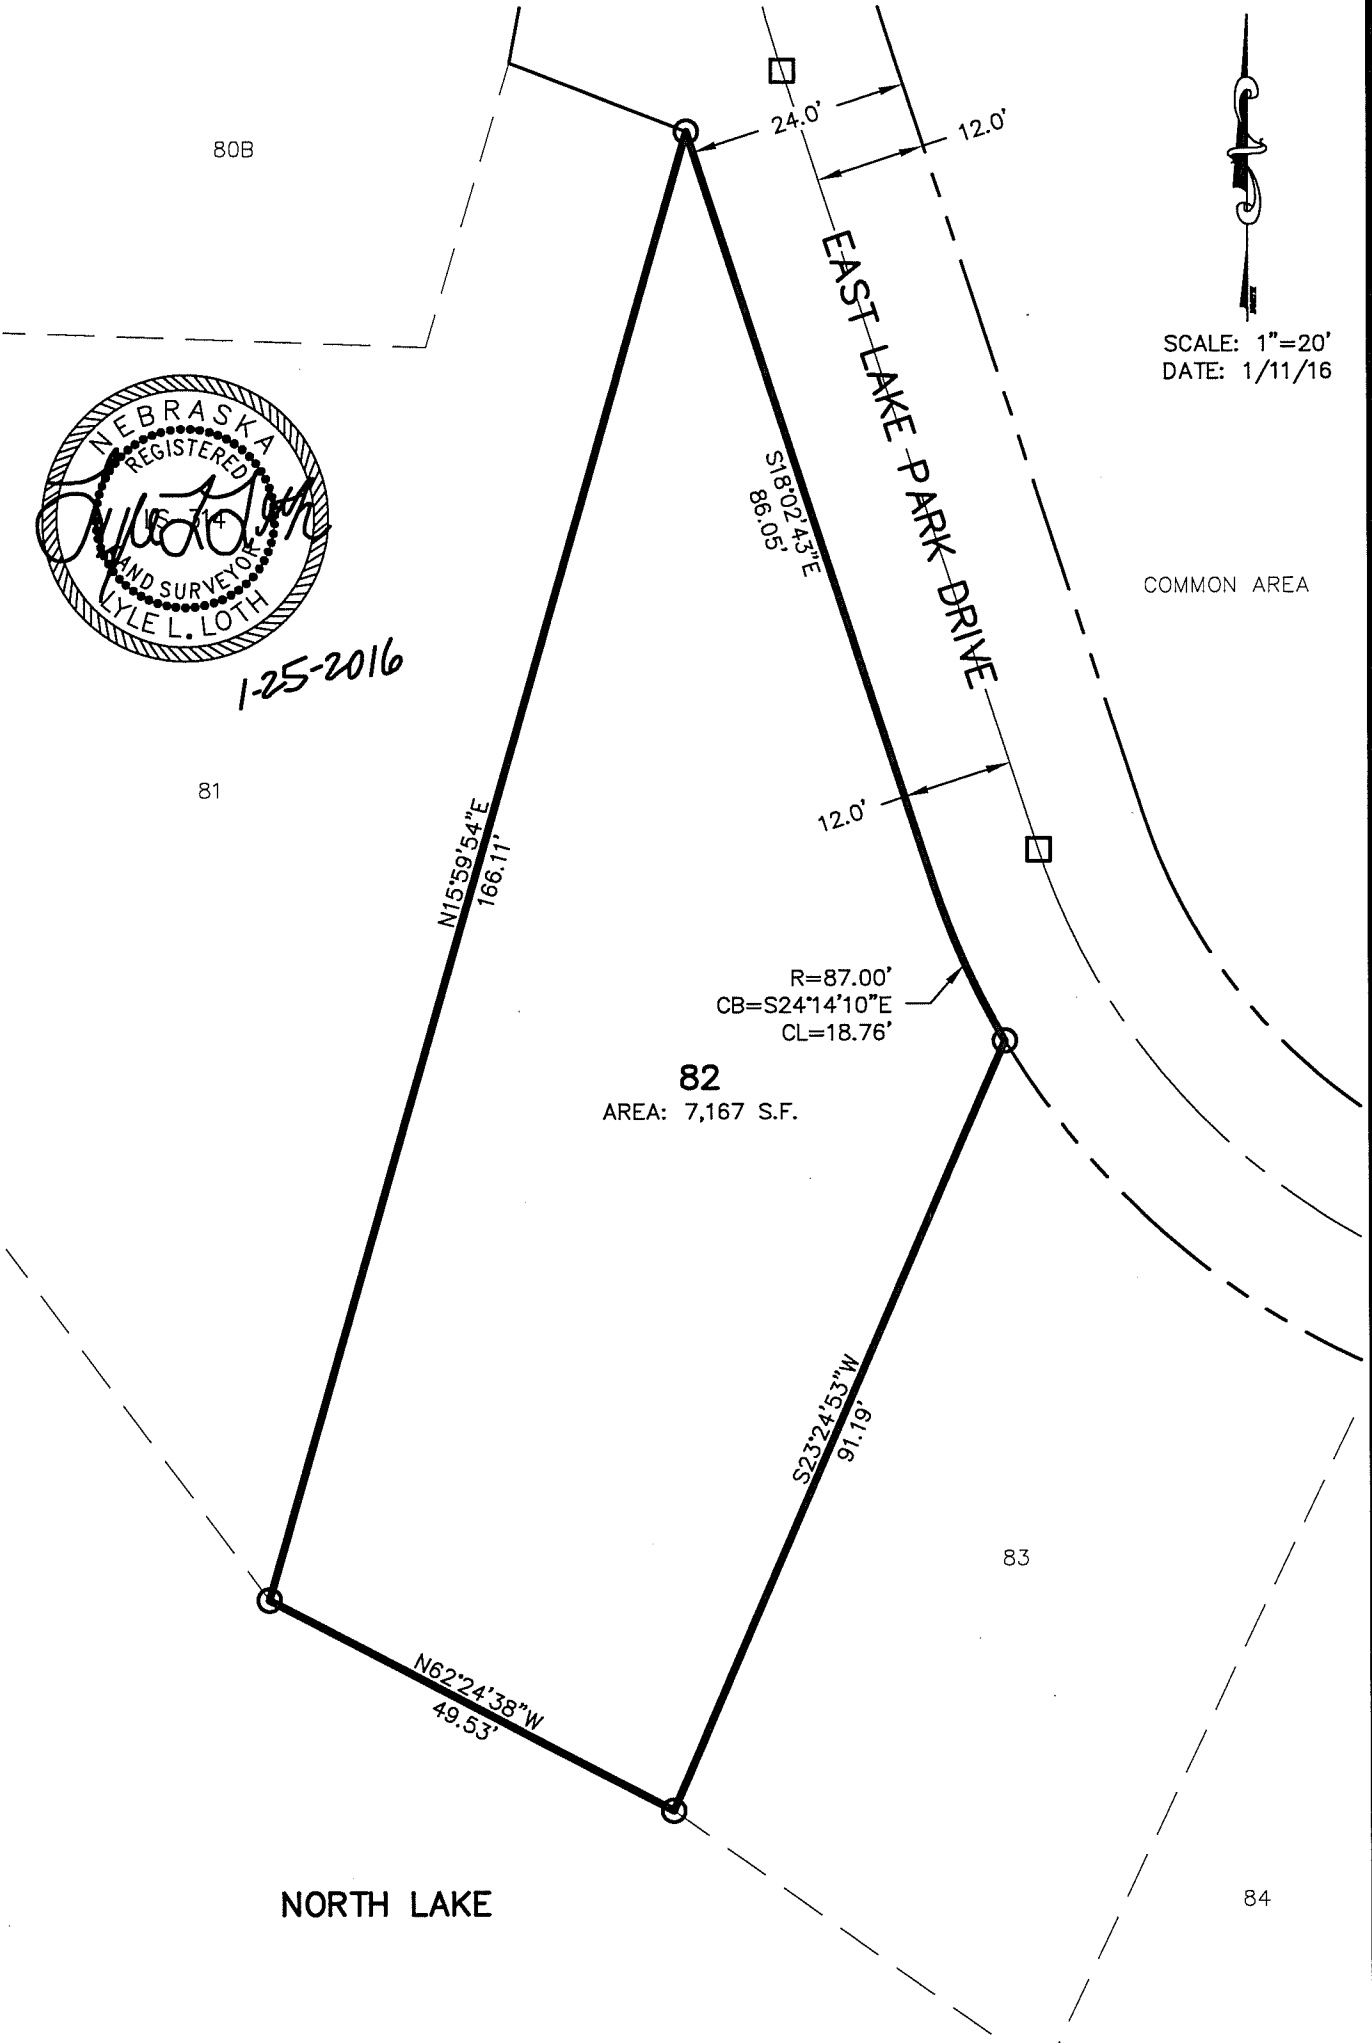 80B
24.0'
12.0'
EAST LAKE PARK DRIVE
SCALE: 1"=20'
DATE: 1/11/16
NEBRASKA
REGISTERED
LS 314
LAND SURVEYOR
LYLE L. LOTH
1-25-2016
S18°02'43"E
86.05'
COMMON AREA
81
N15°59'54"E
166.11'
12.0'
R=87.00'
CB=S24°14'10"E
CL=18.76'
82
AREA: 7,167 S.F.
S23°24'53"W
91.19'
83
N62°24'38"W
49.53'
NORTH LAKE
84